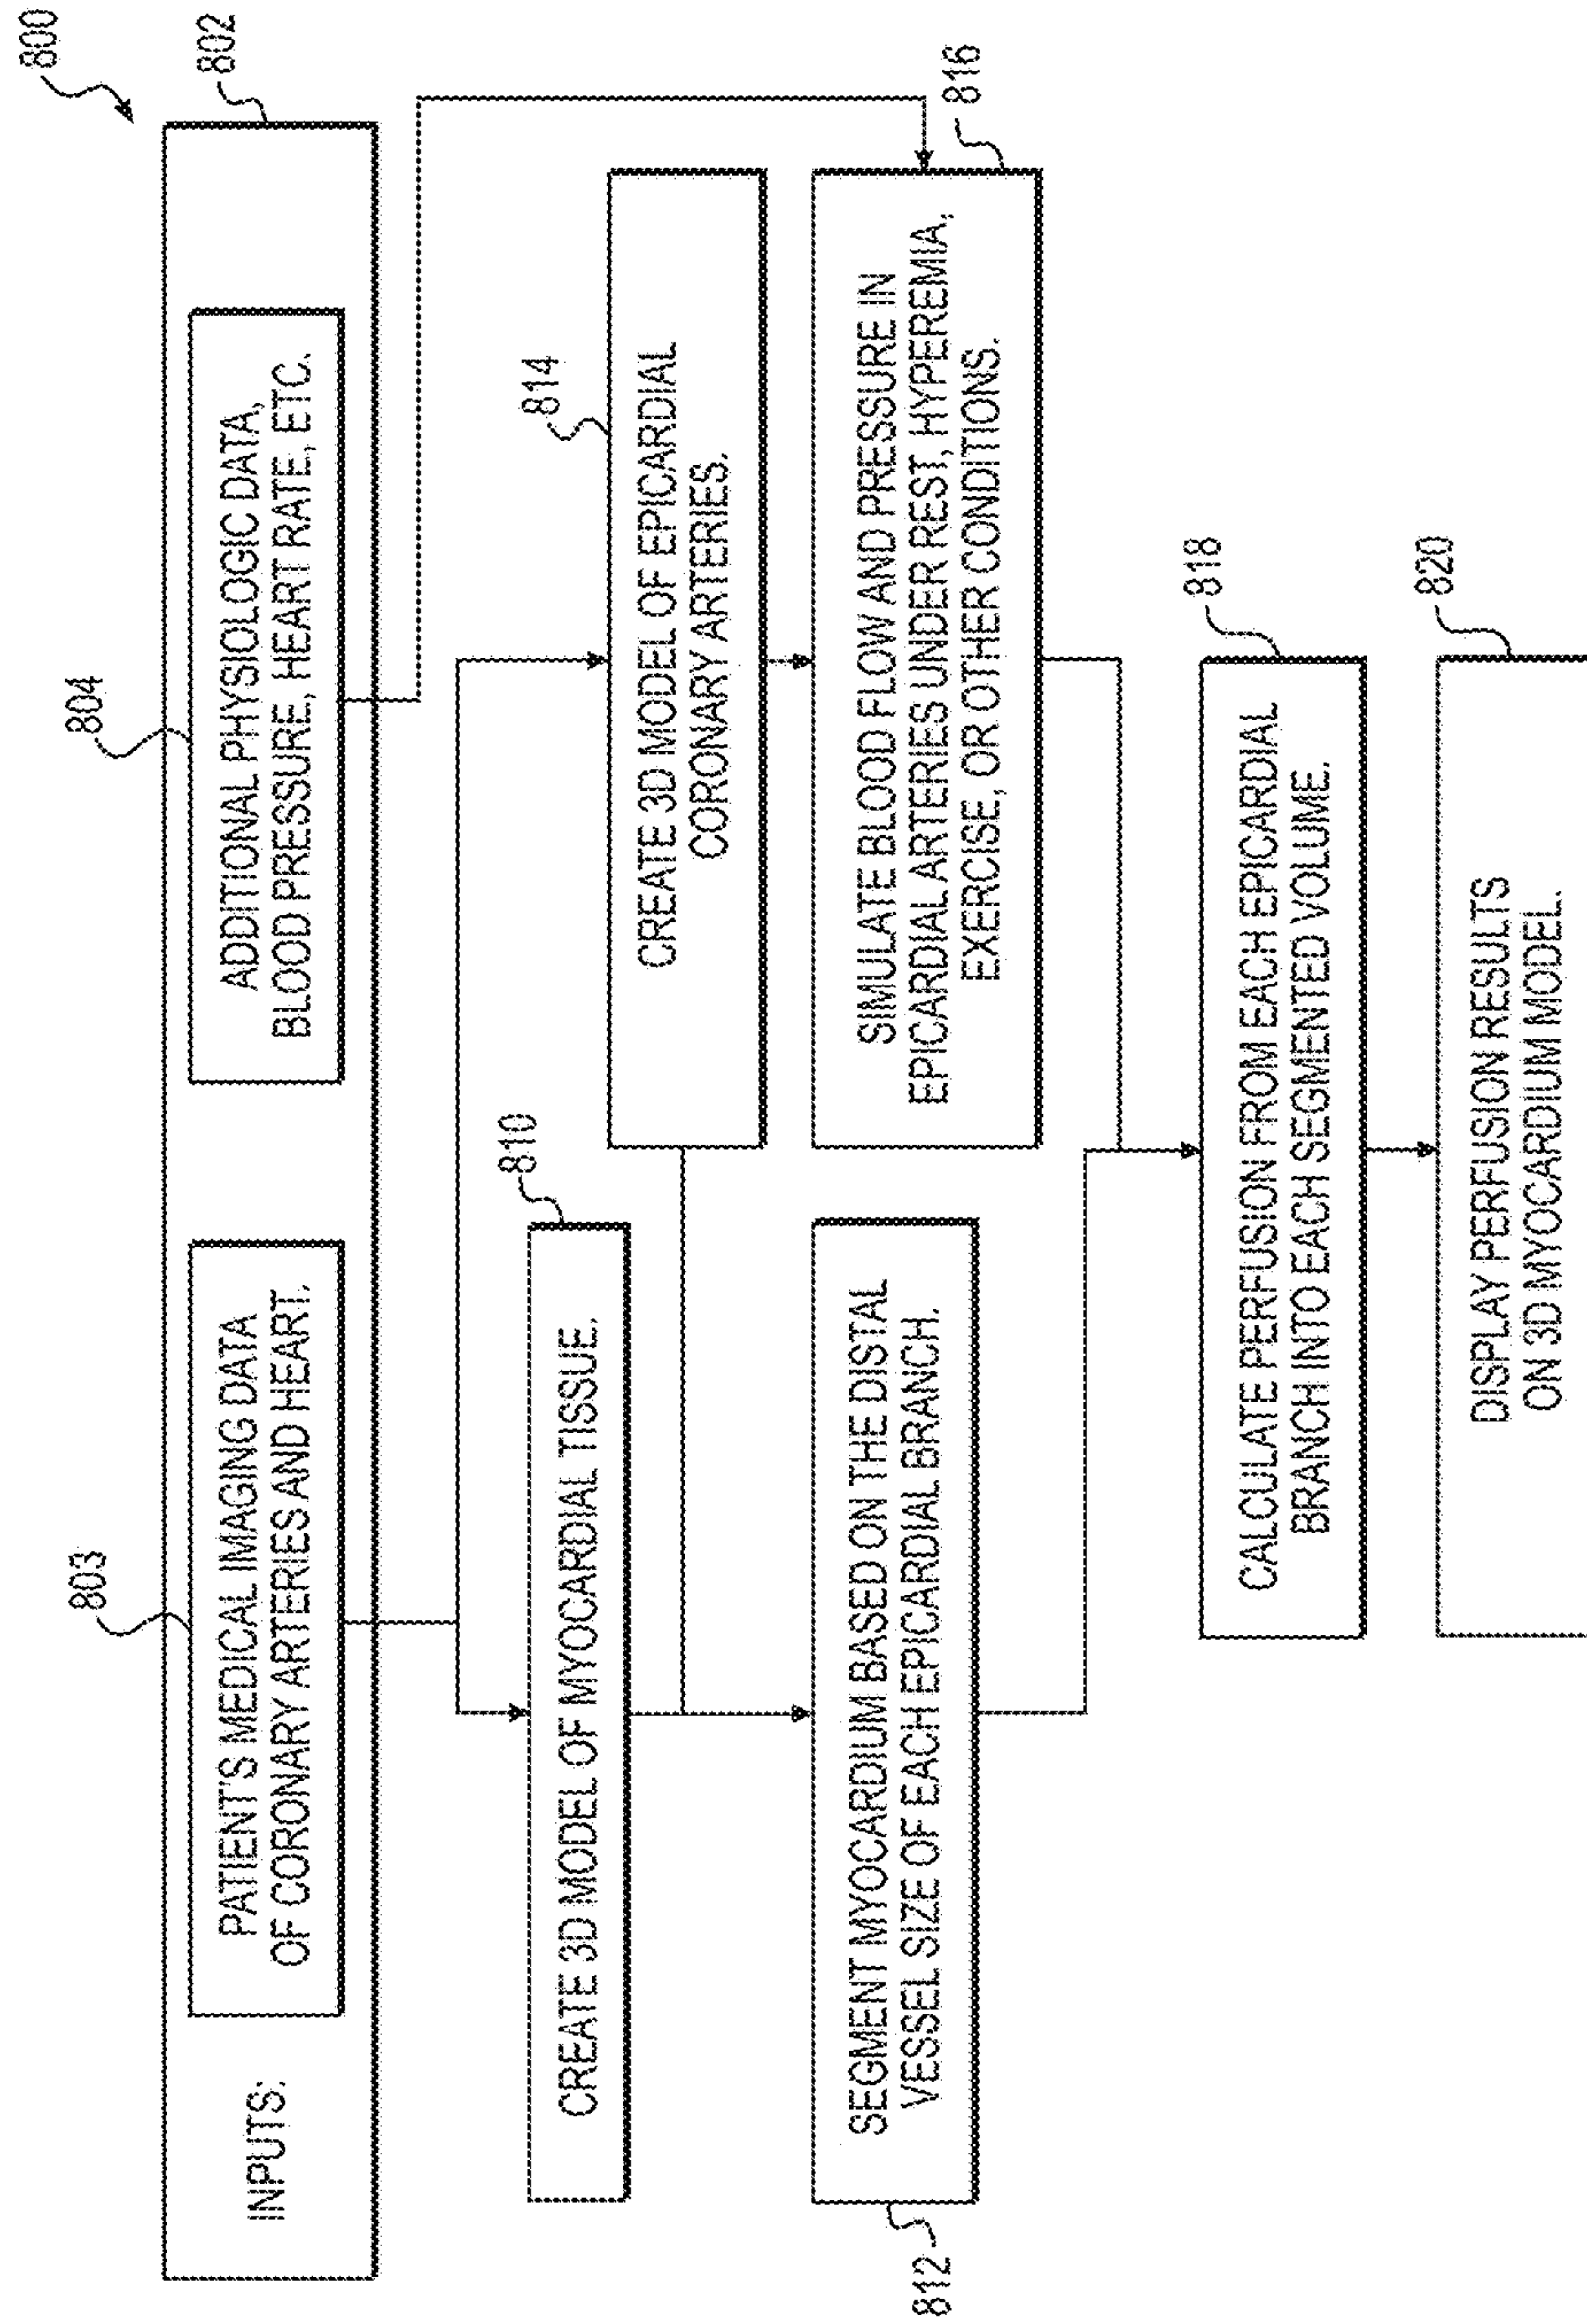 800
802
INPUTS:
803
PATIENT'S MEDICAL IMAGING DATA
OF CORONARY ARTERIES AND HEART.
804
ADDITIONAL PHYSIOLOGIC DATA,
BLOOD PRESSURE, HEART RATE, ETC.
810
CREATE 3D MODEL OF MYOCARDIAL TISSUE.
814
CREATE 3D MODEL OF EPICARDIAL
CORONARY ARTERIES.
812
SEGMENT MYOCARDIUM BASED ON THE DISTAL
VESSEL SIZE OF EACH EPICARDIAL BRANCH.
816
SIMULATE BLOOD FLOW AND PRESSURE IN
EPICARDIAL ARTERIES UNDER REST, HYPEREMIA,
EXERCISE, OR OTHER CONDITIONS.
818
CALCULATE PERFUSION FROM EACH EPICARDIAL
BRANCH INTO EACH SEGMENTED VOLUME.
820
DISPLAY PERFUSION RESULTS
ON 3D MYOCARDIUM MODEL.